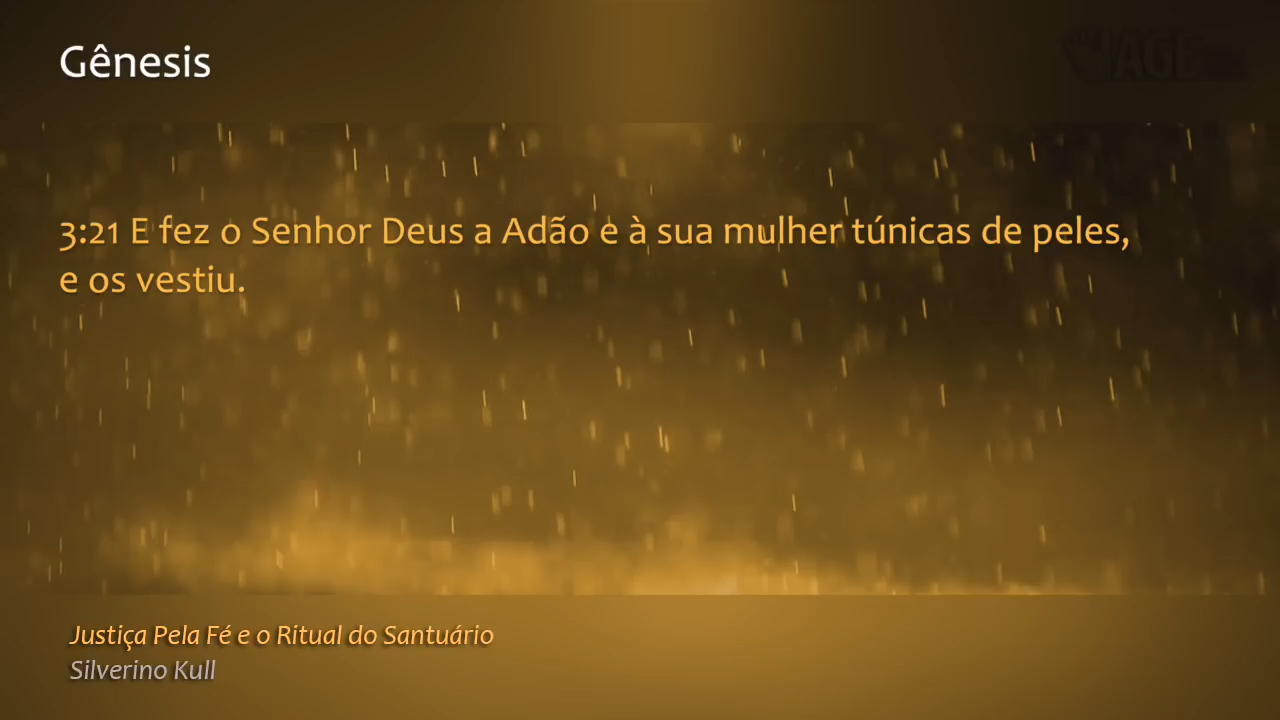 Gênesis
AGE
3:21 E fez o Senhor Deus a Adão e à sua mulher túnicas de peles,
e os vestiu.
Justiça Pela Fé e o Ritual do Santuário
Silverino Kull